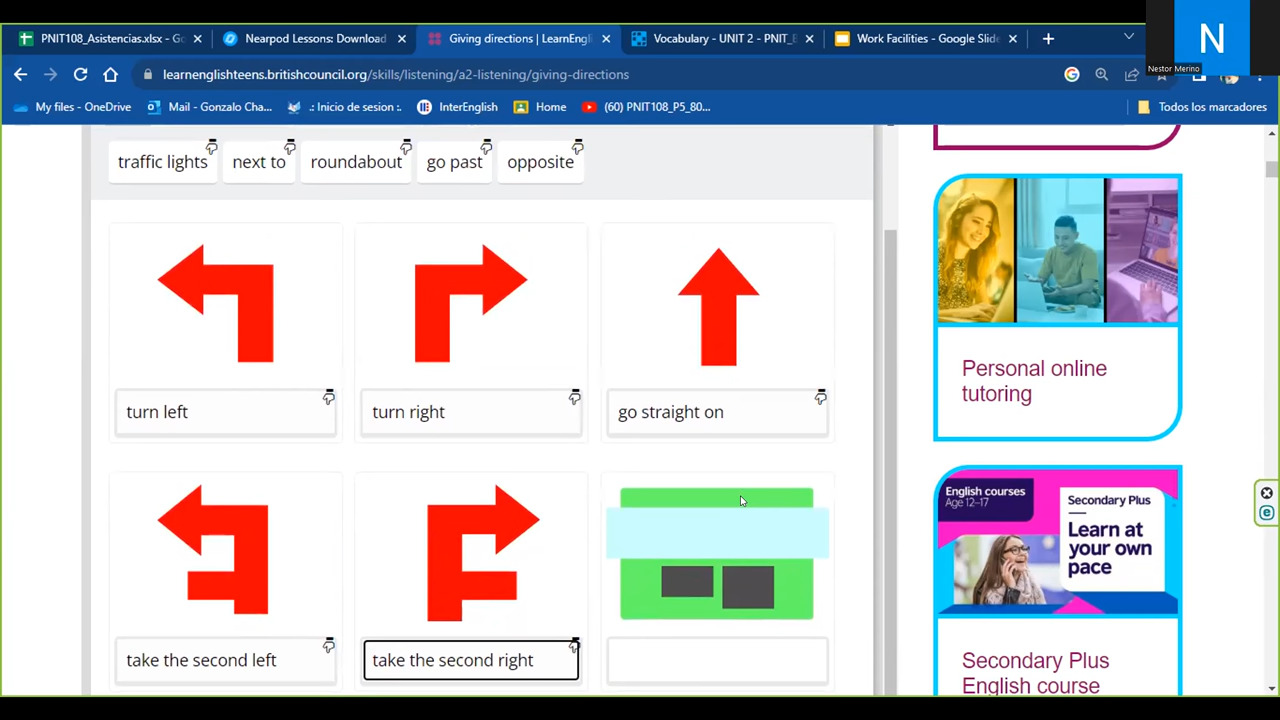 PNIT108_Asistencias.xlsx - Go
Nearpod Lessons: Download
Giving directions | LearnEngli
Vocabulary - UNIT 2 - PNIT_
Work Facilities - Google Slide
N
Nestor Merino
learnenglishteens.britishcouncil.org/skills/listening/a2-listening/giving-directions
My files - OneDrive
Mail - Gonzalo Cha...
.: Inicio de sesion :.
InterEnglish
Home
(60) PNIT108_P5_80...
Todos los marcadores
traffic lights
next to
roundabout
go past
opposite
turn left
turn right
go straight on
take the second left
take the second right
Personal online
tutoring
English courses
Age 12–17
Secondary Plus
Learn at
your own
pace
Secondary Plus
English course